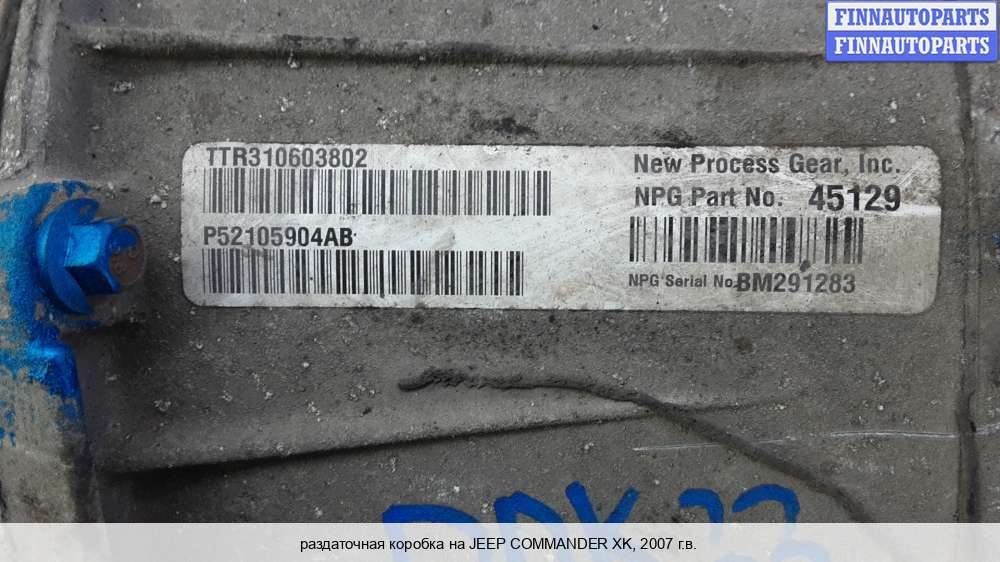 FINNAUTOPARTS
FINNAUTOPARTS
TTR310603802
P52105904AB
New Process Gear, Inc.
NPG Part No. 45129
NPG Serial No. BM291283
раздаточная коробка на JEEP COMMANDER XK, 2007 г.в.